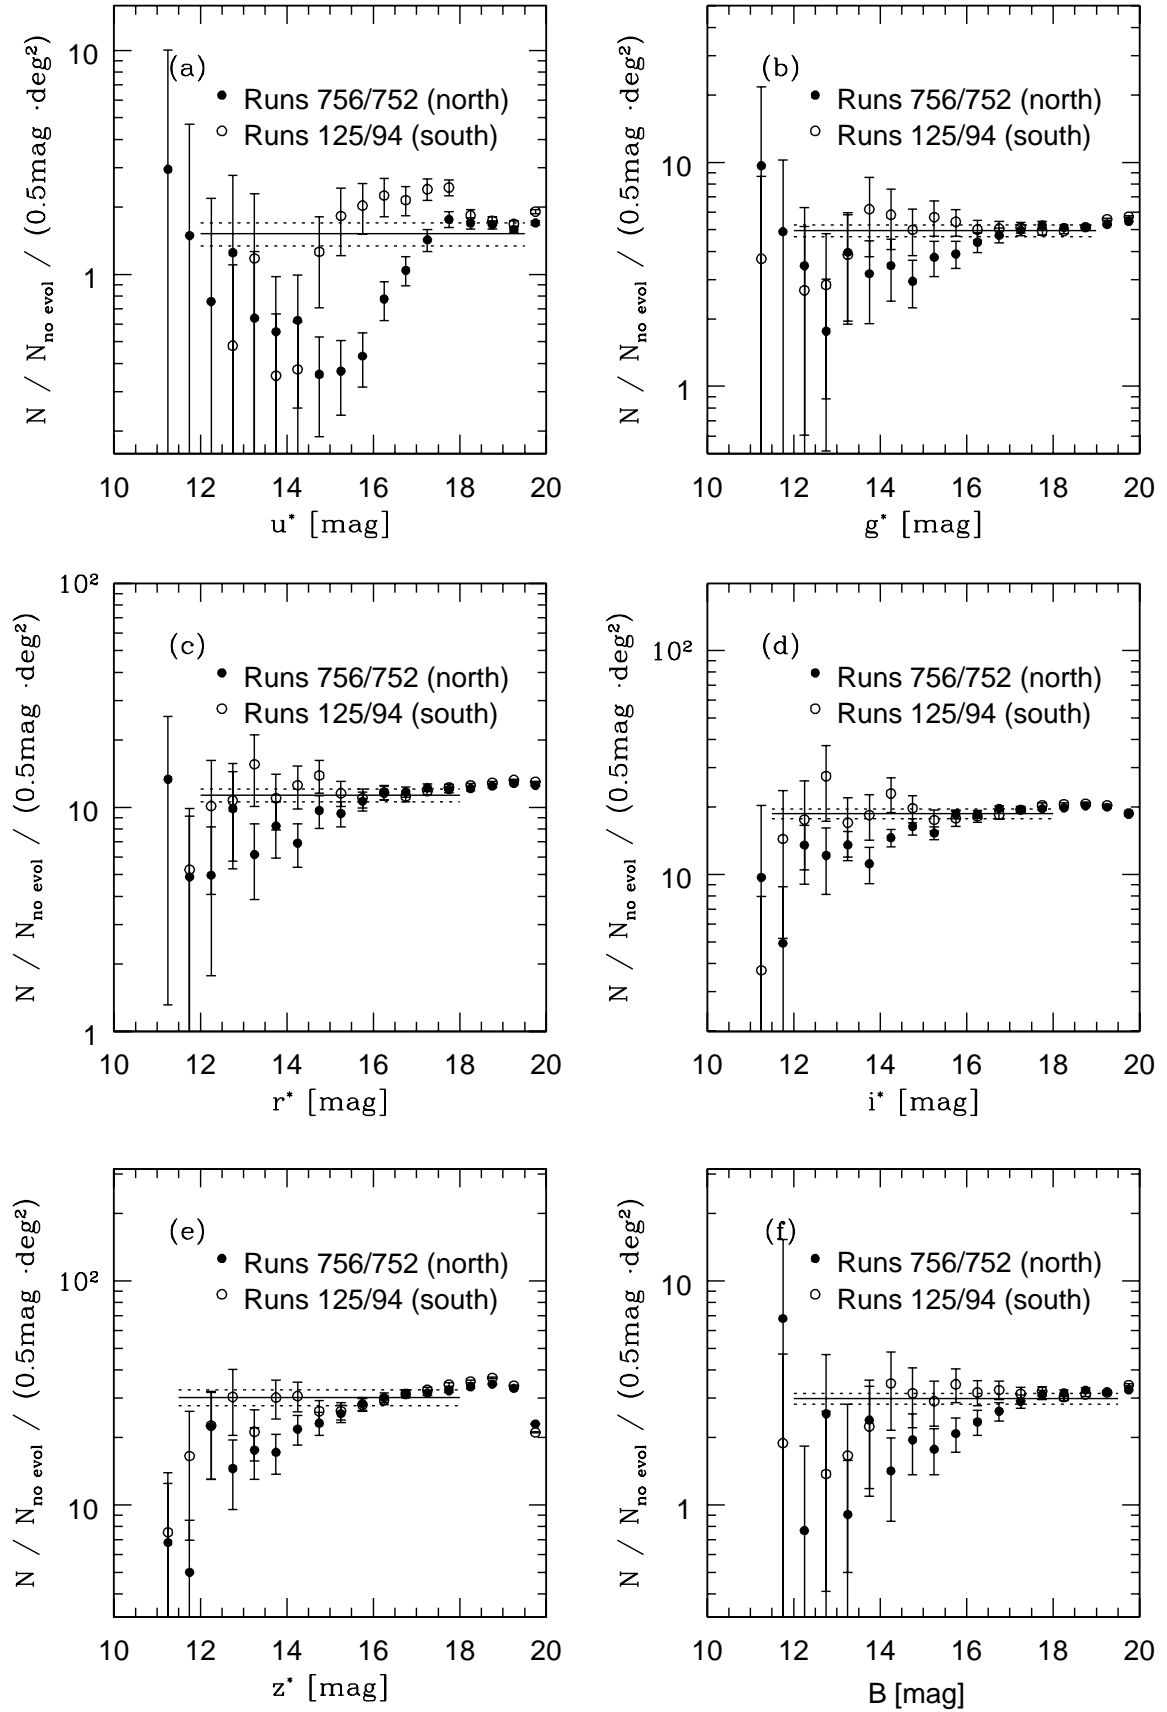 (a)
Runs 756/752 (north)
Runs 125/94 (south)
N / N_no evol / (0.5mag ·deg²)
10
1
10 12 14 16 18 20
u* [mag]
(b)
Runs 756/752 (north)
Runs 125/94 (south)
N / N_no evol / (0.5mag ·deg²)
10
1
10 12 14 16 18 20
g* [mag]
(c)
Runs 756/752 (north)
Runs 125/94 (south)
N / N_no evol / (0.5mag ·deg²)
10²
10
1
10 12 14 16 18 20
r* [mag]
(d)
Runs 756/752 (north)
Runs 125/94 (south)
N / N_no evol / (0.5mag ·deg²)
10²
10
10 12 14 16 18 20
i* [mag]
(e)
Runs 756/752 (north)
Runs 125/94 (south)
N / N_no evol / (0.5mag ·deg²)
10²
10
10 12 14 16 18 20
z* [mag]
(f)
Runs 756/752 (north)
Runs 125/94 (south)
N / N_no evol / (0.5mag ·deg²)
10
1
10 12 14 16 18 20
B [mag]